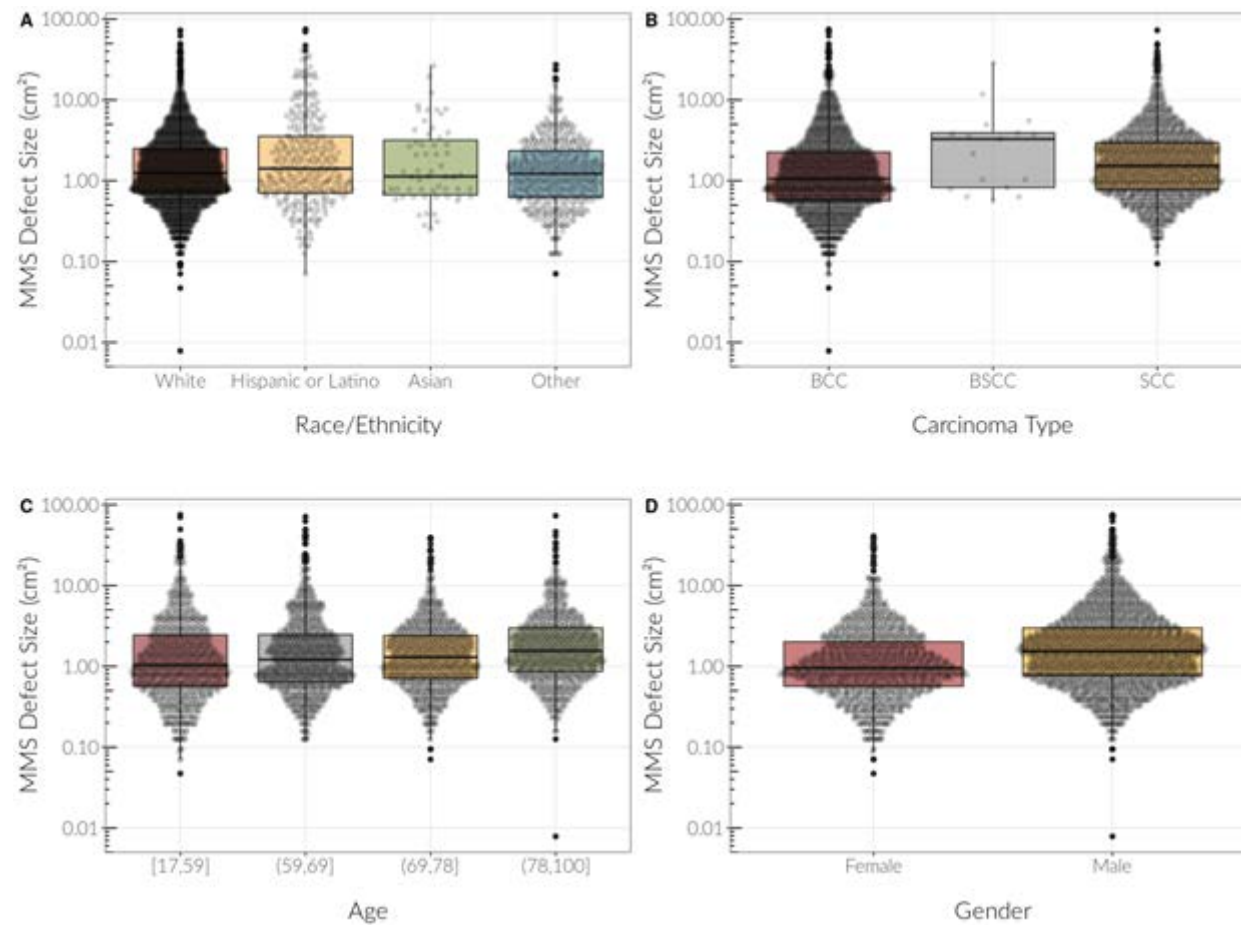 A
100.00
10.00
1.00
0.10
0.01
MMS Defect Size (cm²)
White Hispanic or Latino Asian Other
Race/Ethnicity
B
100.00
10.00
1.00
0.10
0.01
MMS Defect Size (cm²)
BCC BSCC SCC
Carcinoma Type
C
100.00
10.00
1.00
0.10
0.01
MMS Defect Size (cm²)
[17,59] (59,69] (69,78] (78,100]
Age
D
100.00
10.00
1.00
0.10
0.01
MMS Defect Size (cm²)
Female Male
Gender